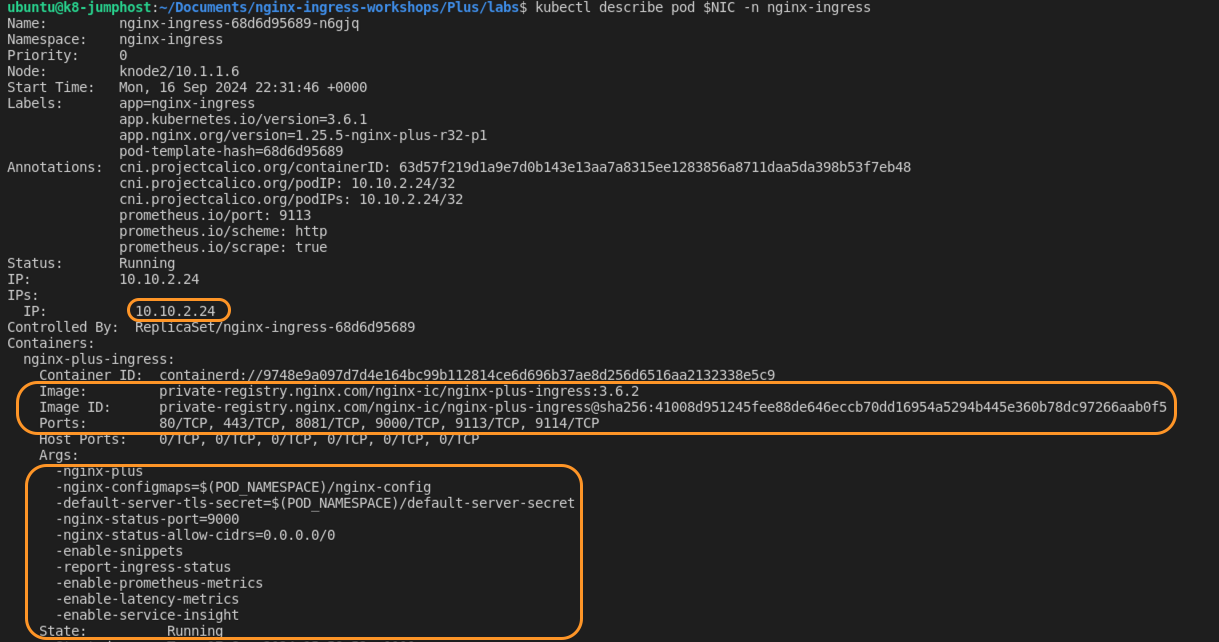 ubuntu@k8-jumphost:~/Documents/nginx-ingress-workshops/Plus/labs$ kubectl describe pod $NIC -n nginx-ingress
Name:         nginx-ingress-68d6d95689-n6gjq
Namespace:    nginx-ingress
Priority:     0
Node:         knode2/10.1.1.6
Start Time:   Mon, 16 Sep 2024 22:31:46 +0000
Labels:       app=nginx-ingress
              app.kubernetes.io/version=3.6.1
              app.nginx.org/version=1.25.5-nginx-plus-r32-p1
              pod-template-hash=68d6d95689
Annotations:  cni.projectcalico.org/containerID: 63d57f219d1a9e7d0b143e13aa7a8315ee1283856a8711daa5da398b53f7eb48
              cni.projectcalico.org/podIP: 10.10.2.24/32
              cni.projectcalico.org/podIPs: 10.10.2.24/32
              prometheus.io/port: 9113
              prometheus.io/scheme: http
              prometheus.io/scrape: true
Status:       Running
IP:           10.10.2.24
IPs:
  IP:           10.10.2.24
Controlled By:  ReplicaSet/nginx-ingress-68d6d95689
Containers:
  nginx-plus-ingress:
    Container ID:  containerd://9748e9a097d7d4e164bc99b112814ce6d696b37ae8d256d6516aa2132338e5c9
    Image:         private-registry.nginx.com/nginx-ic/nginx-plus-ingress:3.6.2
    Image ID:      private-registry.nginx.com/nginx-ic/nginx-plus-ingress@sha256:41008d951245fee88de646eccb70dd16954a5294b445e360b78dc97266aab0f5
    Ports:         80/TCP, 443/TCP, 8081/TCP, 9000/TCP, 9113/TCP, 9114/TCP
    Host Ports:    0/TCP, 0/TCP, 0/TCP, 0/TCP, 0/TCP, 0/TCP
    Args:
      -nginx-plus
      -nginx-configmaps=$(POD_NAMESPACE)/nginx-config
      -default-server-tls-secret=$(POD_NAMESPACE)/default-server-secret
      -nginx-status-port=9000
      -nginx-status-allow-cidrs=0.0.0.0/0
      -enable-snippets
      -report-ingress-status
      -enable-prometheus-metrics
      -enable-latency-metrics
      -enable-service-insight
    State:          Running